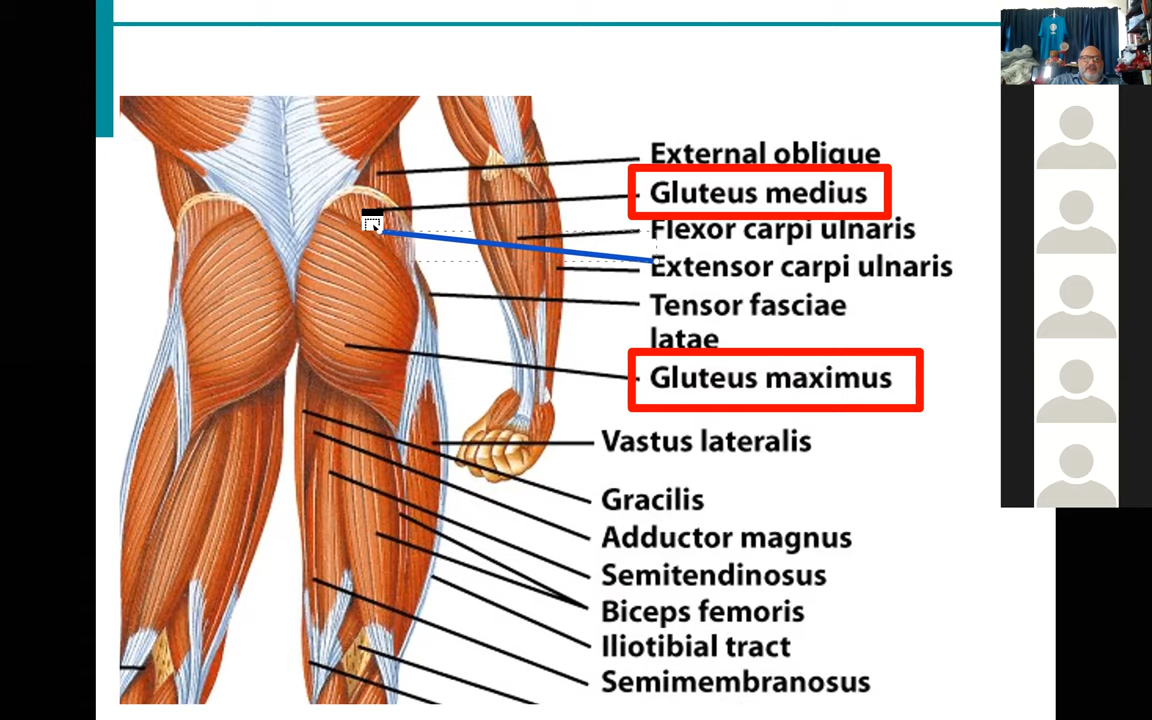 External oblique
Gluteus medius
Flexor carpi ulnaris
Extensor carpi ulnaris
Tensor fasciae
latae
Gluteus maximus
Vastus lateralis
Gracilis
Adductor magnus
Semitendinosus
Biceps femoris
Iliotibial tract
Semimembranosus